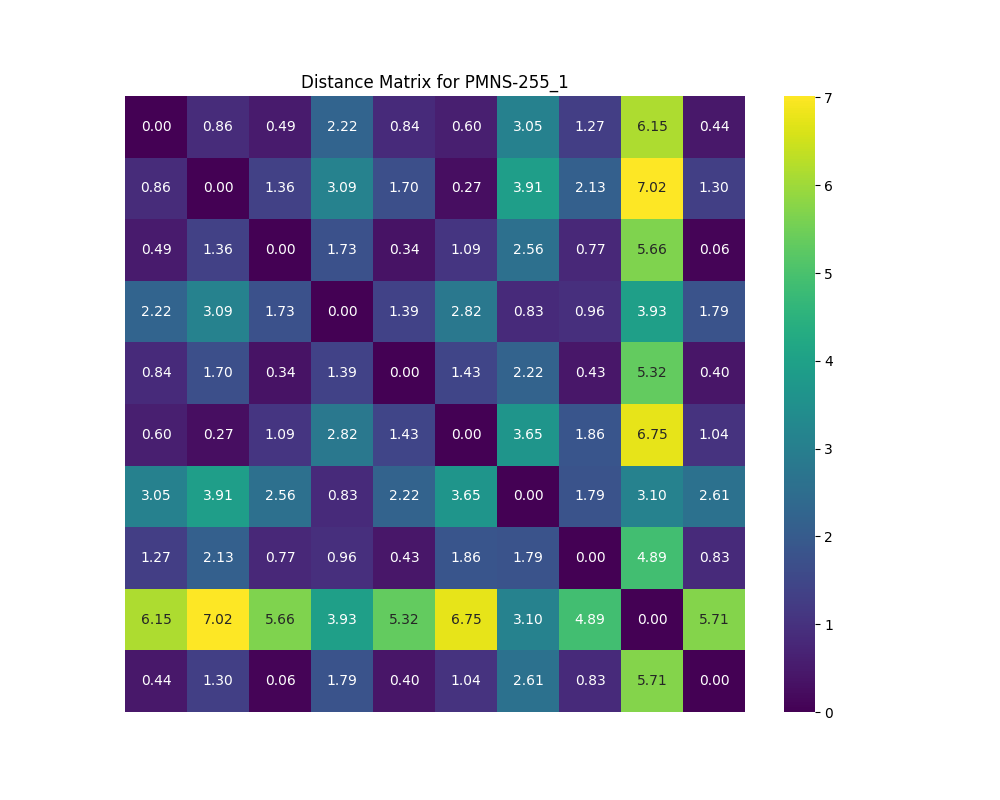 Distance Matrix for PMNS-255_1
0.00 0.86 0.49 2.22 0.84 0.60 3.05 1.27 6.15 0.44
0.86 0.00 1.36 3.09 1.70 0.27 3.91 2.13 7.02 1.30
0.49 1.36 0.00 1.73 0.34 1.09 2.56 0.77 5.66 0.06
2.22 3.09 1.73 0.00 1.39 2.82 0.83 0.96 3.93 1.79
0.84 1.70 0.34 1.39 0.00 1.43 2.22 0.43 5.32 0.40
0.60 0.27 1.09 2.82 1.43 0.00 3.65 1.86 6.75 1.04
3.05 3.91 2.56 0.83 2.22 3.65 0.00 1.79 3.10 2.61
1.27 2.13 0.77 0.96 0.43 1.86 1.79 0.00 4.89 0.83
6.15 7.02 5.66 3.93 5.32 6.75 3.10 4.89 0.00 5.71
0.44 1.30 0.06 1.79 0.40 1.04 2.61 0.83 5.71 0.00
7
6
5
4
3
2
1
0